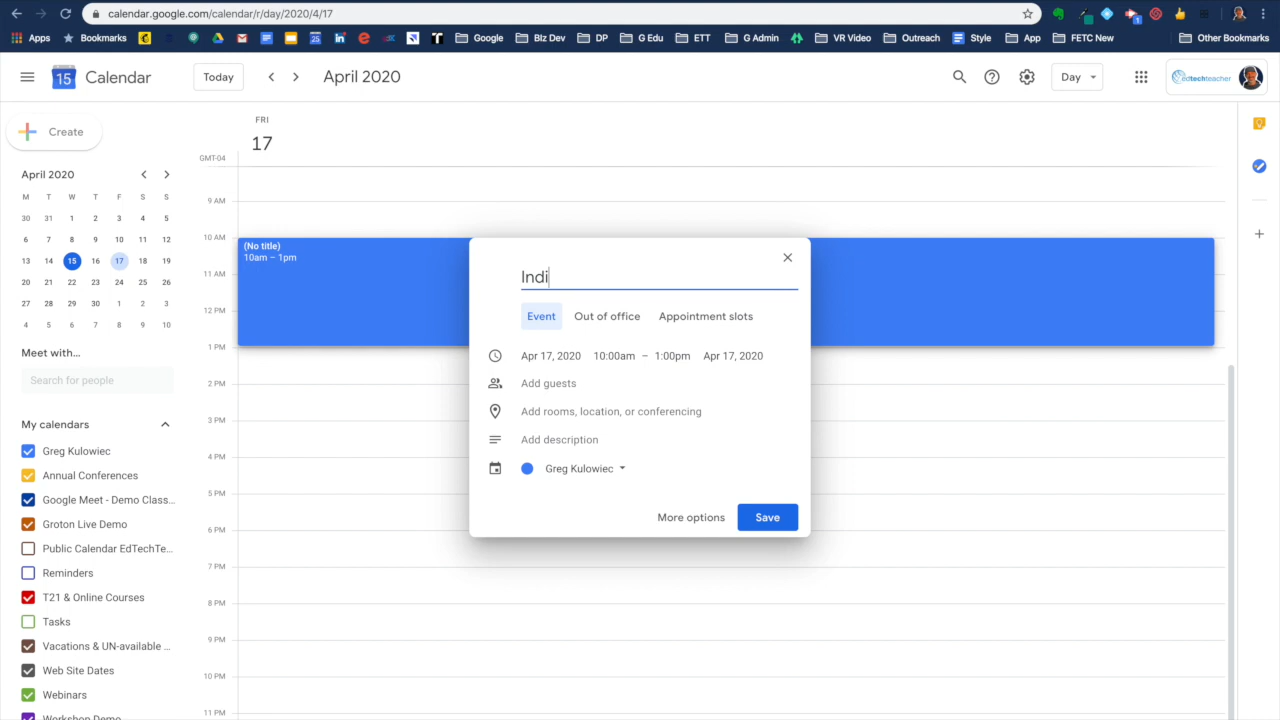 calendar.google.com/calendar/r/day/2020/4/17
Apps Bookmarks Google Biz Dev DP G Edu ETT G Admin VR Video Outreach Style App FETC New Other Bookmarks
15 Calendar Today April 2020 Day edtechteacher
Create
FRI
17
GMT-04
April 2020
M T W T F S S
30 31 1 2 3 4 5
6 7 8 9 10 11 12
13 14 15 16 17 18 19
20 21 22 23 24 25 26
27 28 29 30 1 2 3
4 5 6 7 8 9 10
Meet with...
Search for people
My calendars
Greg Kulowiec
Annual Conferences
Google Meet - Demo Class...
Groton Live Demo
Public Calendar EdTechTe...
Reminders
T21 & Online Courses
Tasks
Vacations & UN-available ...
Web Site Dates
Webinars
Workshop Demo
9 AM
10 AM
11 AM
12 PM
1 PM
2 PM
3 PM
4 PM
5 PM
6 PM
7 PM
8 PM
9 PM
10 PM
11 PM
(No title)
10am – 1pm
Indi
Event Out of office Appointment slots
Apr 17, 2020 10:00am – 1:00pm Apr 17, 2020
Add guests
Add rooms, location, or conferencing
Add description
Greg Kulowiec
More options Save